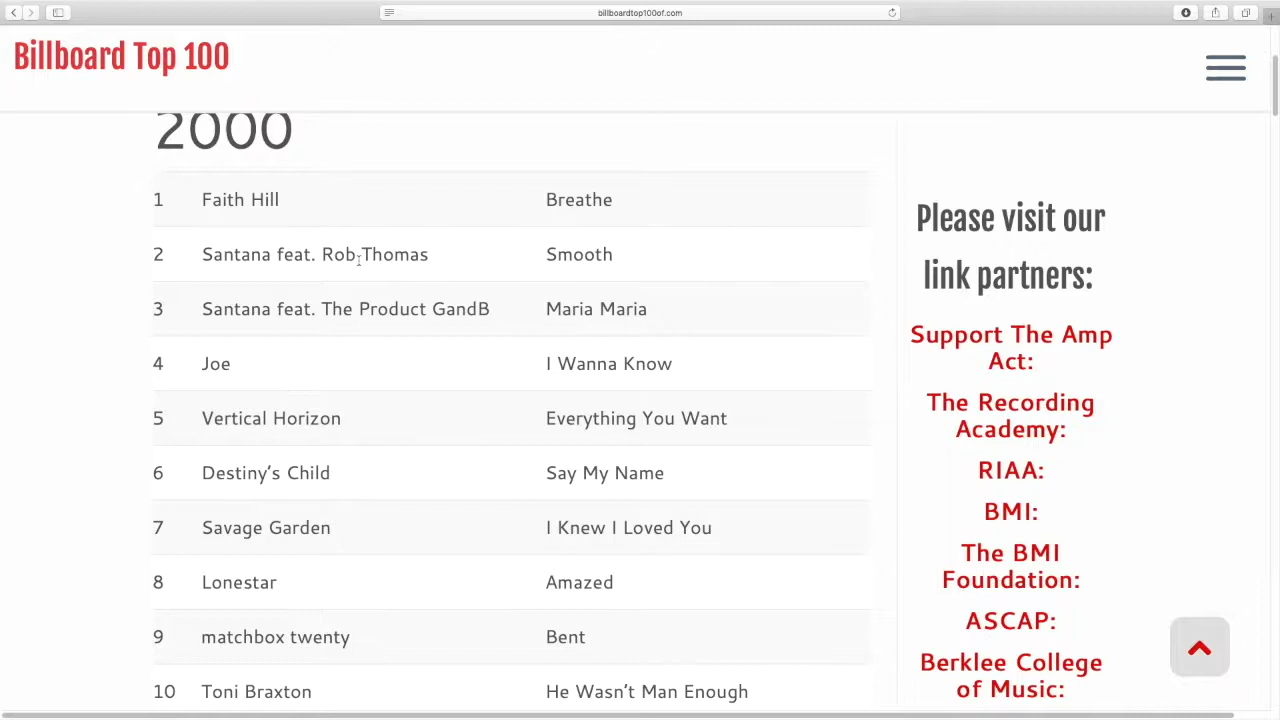 billboardtop100of.com
Billboard Top 100
2000
1 Faith Hill Breathe
2 Santana feat. Rob Thomas Smooth
3 Santana feat. The Product GandB Maria Maria
4 Joe I Wanna Know
5 Vertical Horizon Everything You Want
6 Destiny’s Child Say My Name
7 Savage Garden I Knew I Loved You
8 Lonestar Amazed
9 matchbox twenty Bent
10 Toni Braxton He Wasn’t Man Enough
Please visit our
link partners:
Support The Amp
Act:
The Recording
Academy:
RIAA:
BMI:
The BMI
Foundation:
ASCAP:
Berklee College
of Music: